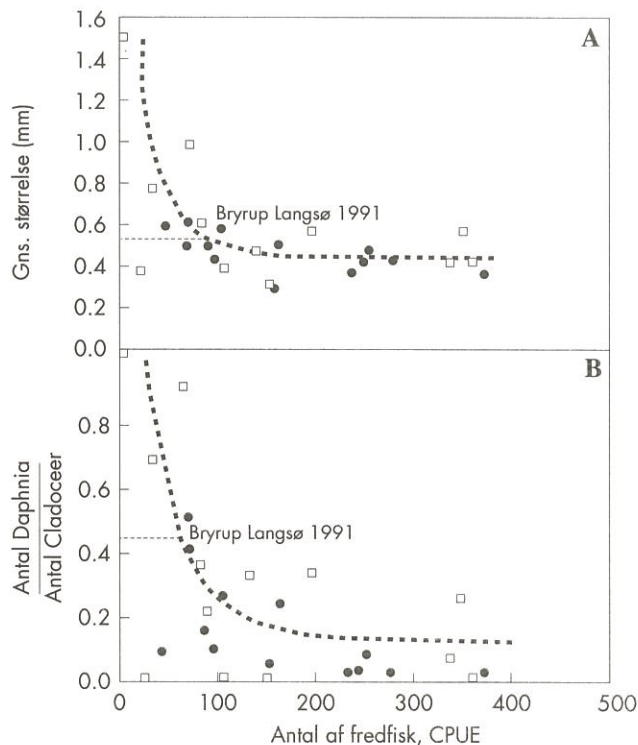 A
1.6
1.4
1.2
1.0
0.8
0.6
0.4
0.2
0.0
Gns. størrelse (mm)
Bryrup Langsø 1991
B
0.8
0.6
0.4
0.2
0.0
Antal Daphnia
Antal Cladoceer
Bryrup Langsø 1991
0
100
200
300
400
500
Antal af fredfisk, CPUE